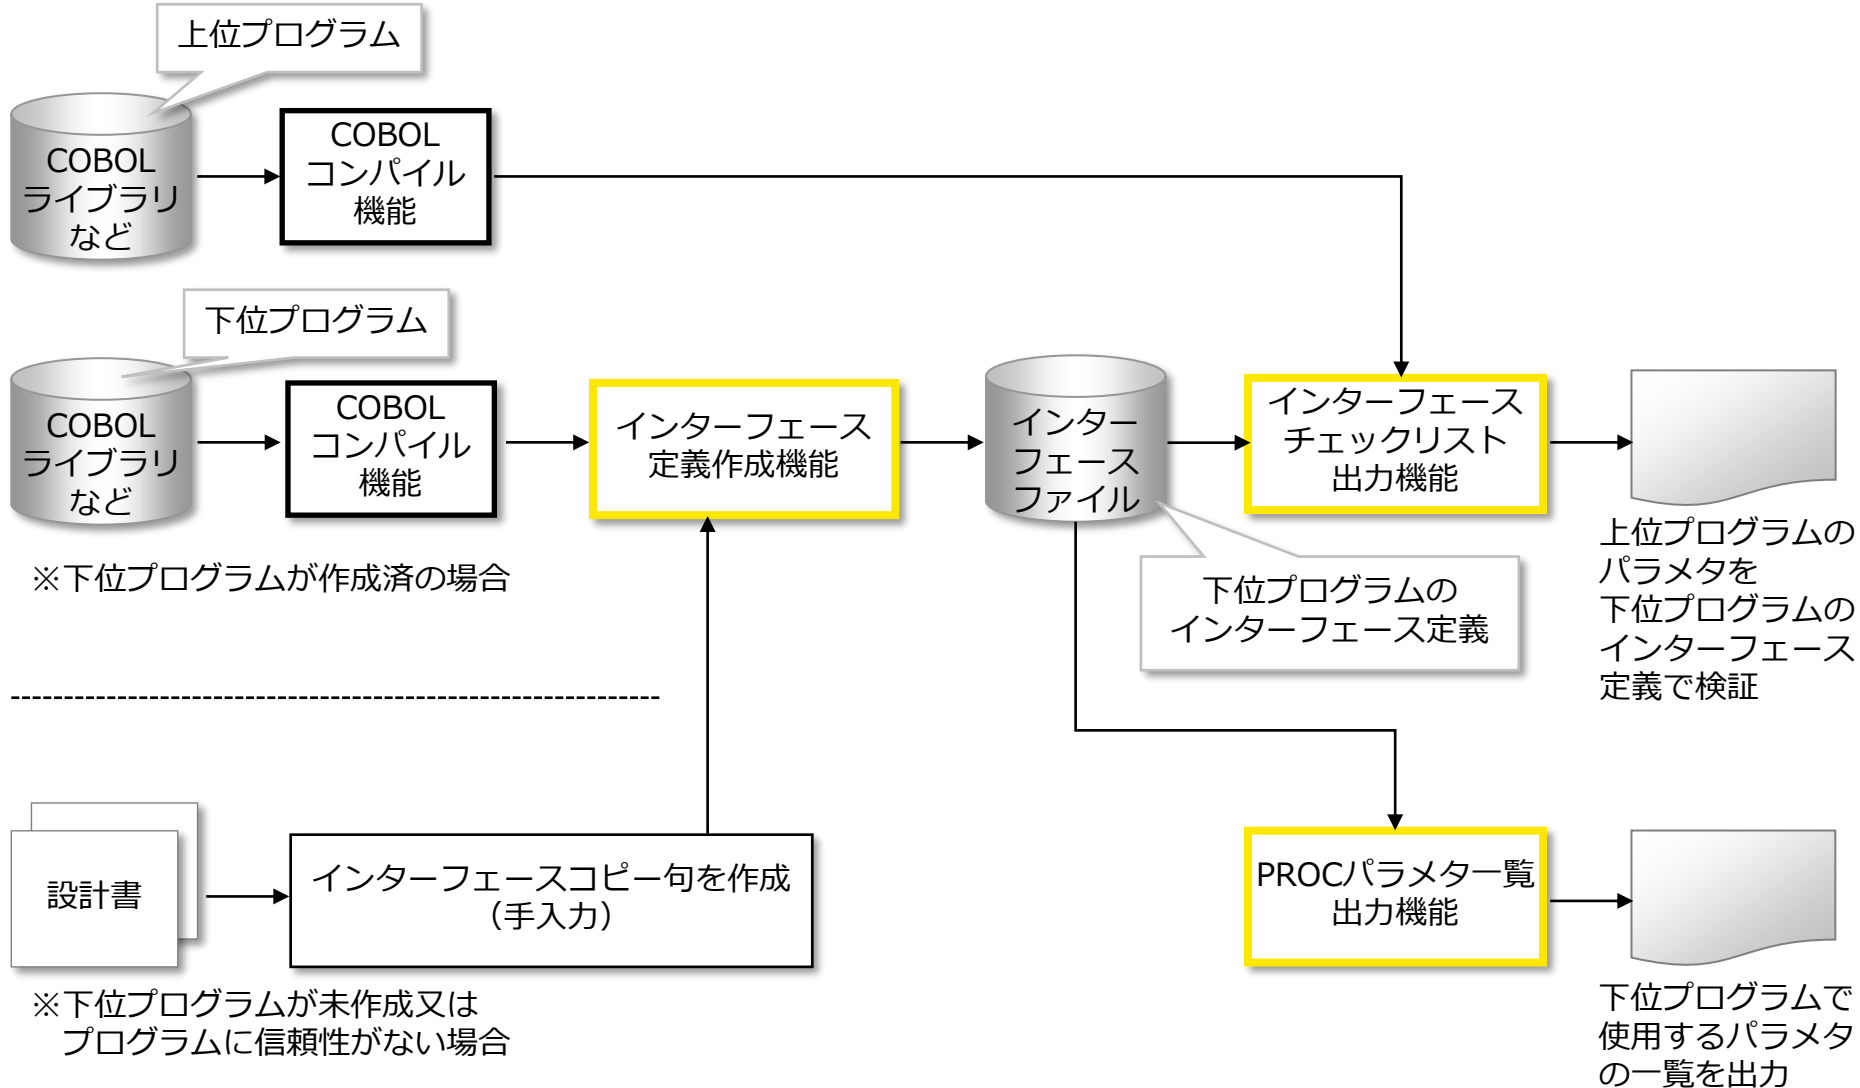 上位プログラム
COBOL
ライブラリ
など
COBOL
コンパイル
機能
下位プログラム
COBOL
ライブラリ
など
COBOL
コンパイル
機能
インターフェース
定義作成機能
インター
フェース
ファイル
インターフェース
チェックリスト
出力機能
上位プログラムの
パラメタを
下位プログラムの
インターフェース
定義で検証
※下位プログラムが作成済の場合
下位プログラムの
インターフェース定義
設計書
インターフェースコピー句を作成
（手入力）
PROCパラメタ一覧
出力機能
※下位プログラムが未作成又は
プログラムに信頼性がない場合
下位プログラムで
使用するパラメタ
の一覧を出力